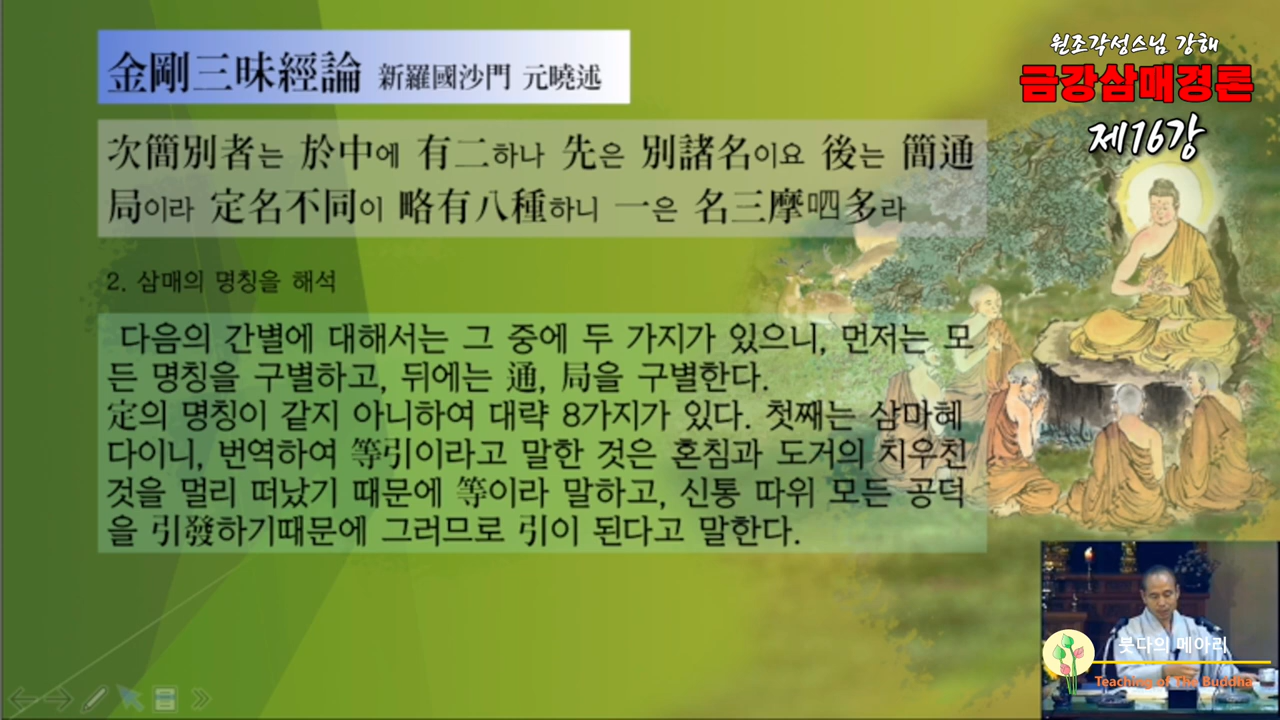 金剛三昧經論 新羅國沙門 元曉述
원조각성스님 강해
금강삼매경론
제16강
次簡別者는 於中에 有二하나 先은 別諸名이요 後는 簡通
局이라 定名不同이 略有八種하니 一은 名三摩呬多라
2. 삼매의 명칭을 해석
다음의 간별에 대해서는 그 중에 두 가지가 있으니, 먼저는 모
든 명칭을 구별하고, 뒤에는 通, 局을 구별한다.
定의 명칭이 같지 아니하여 대략 8가지가 있다. 첫째는 삼마혜
다이니, 번역하여 等引이라고 말한 것은 혼침과 도거의 치우친
것을 멀리 떠났기 때문에 等이라 말하고, 신통 따위 모든 공덕
을 引發하기때문에 그러므로 引이 된다고 말한다.
붓다의 메아리
Teaching of The Buddha